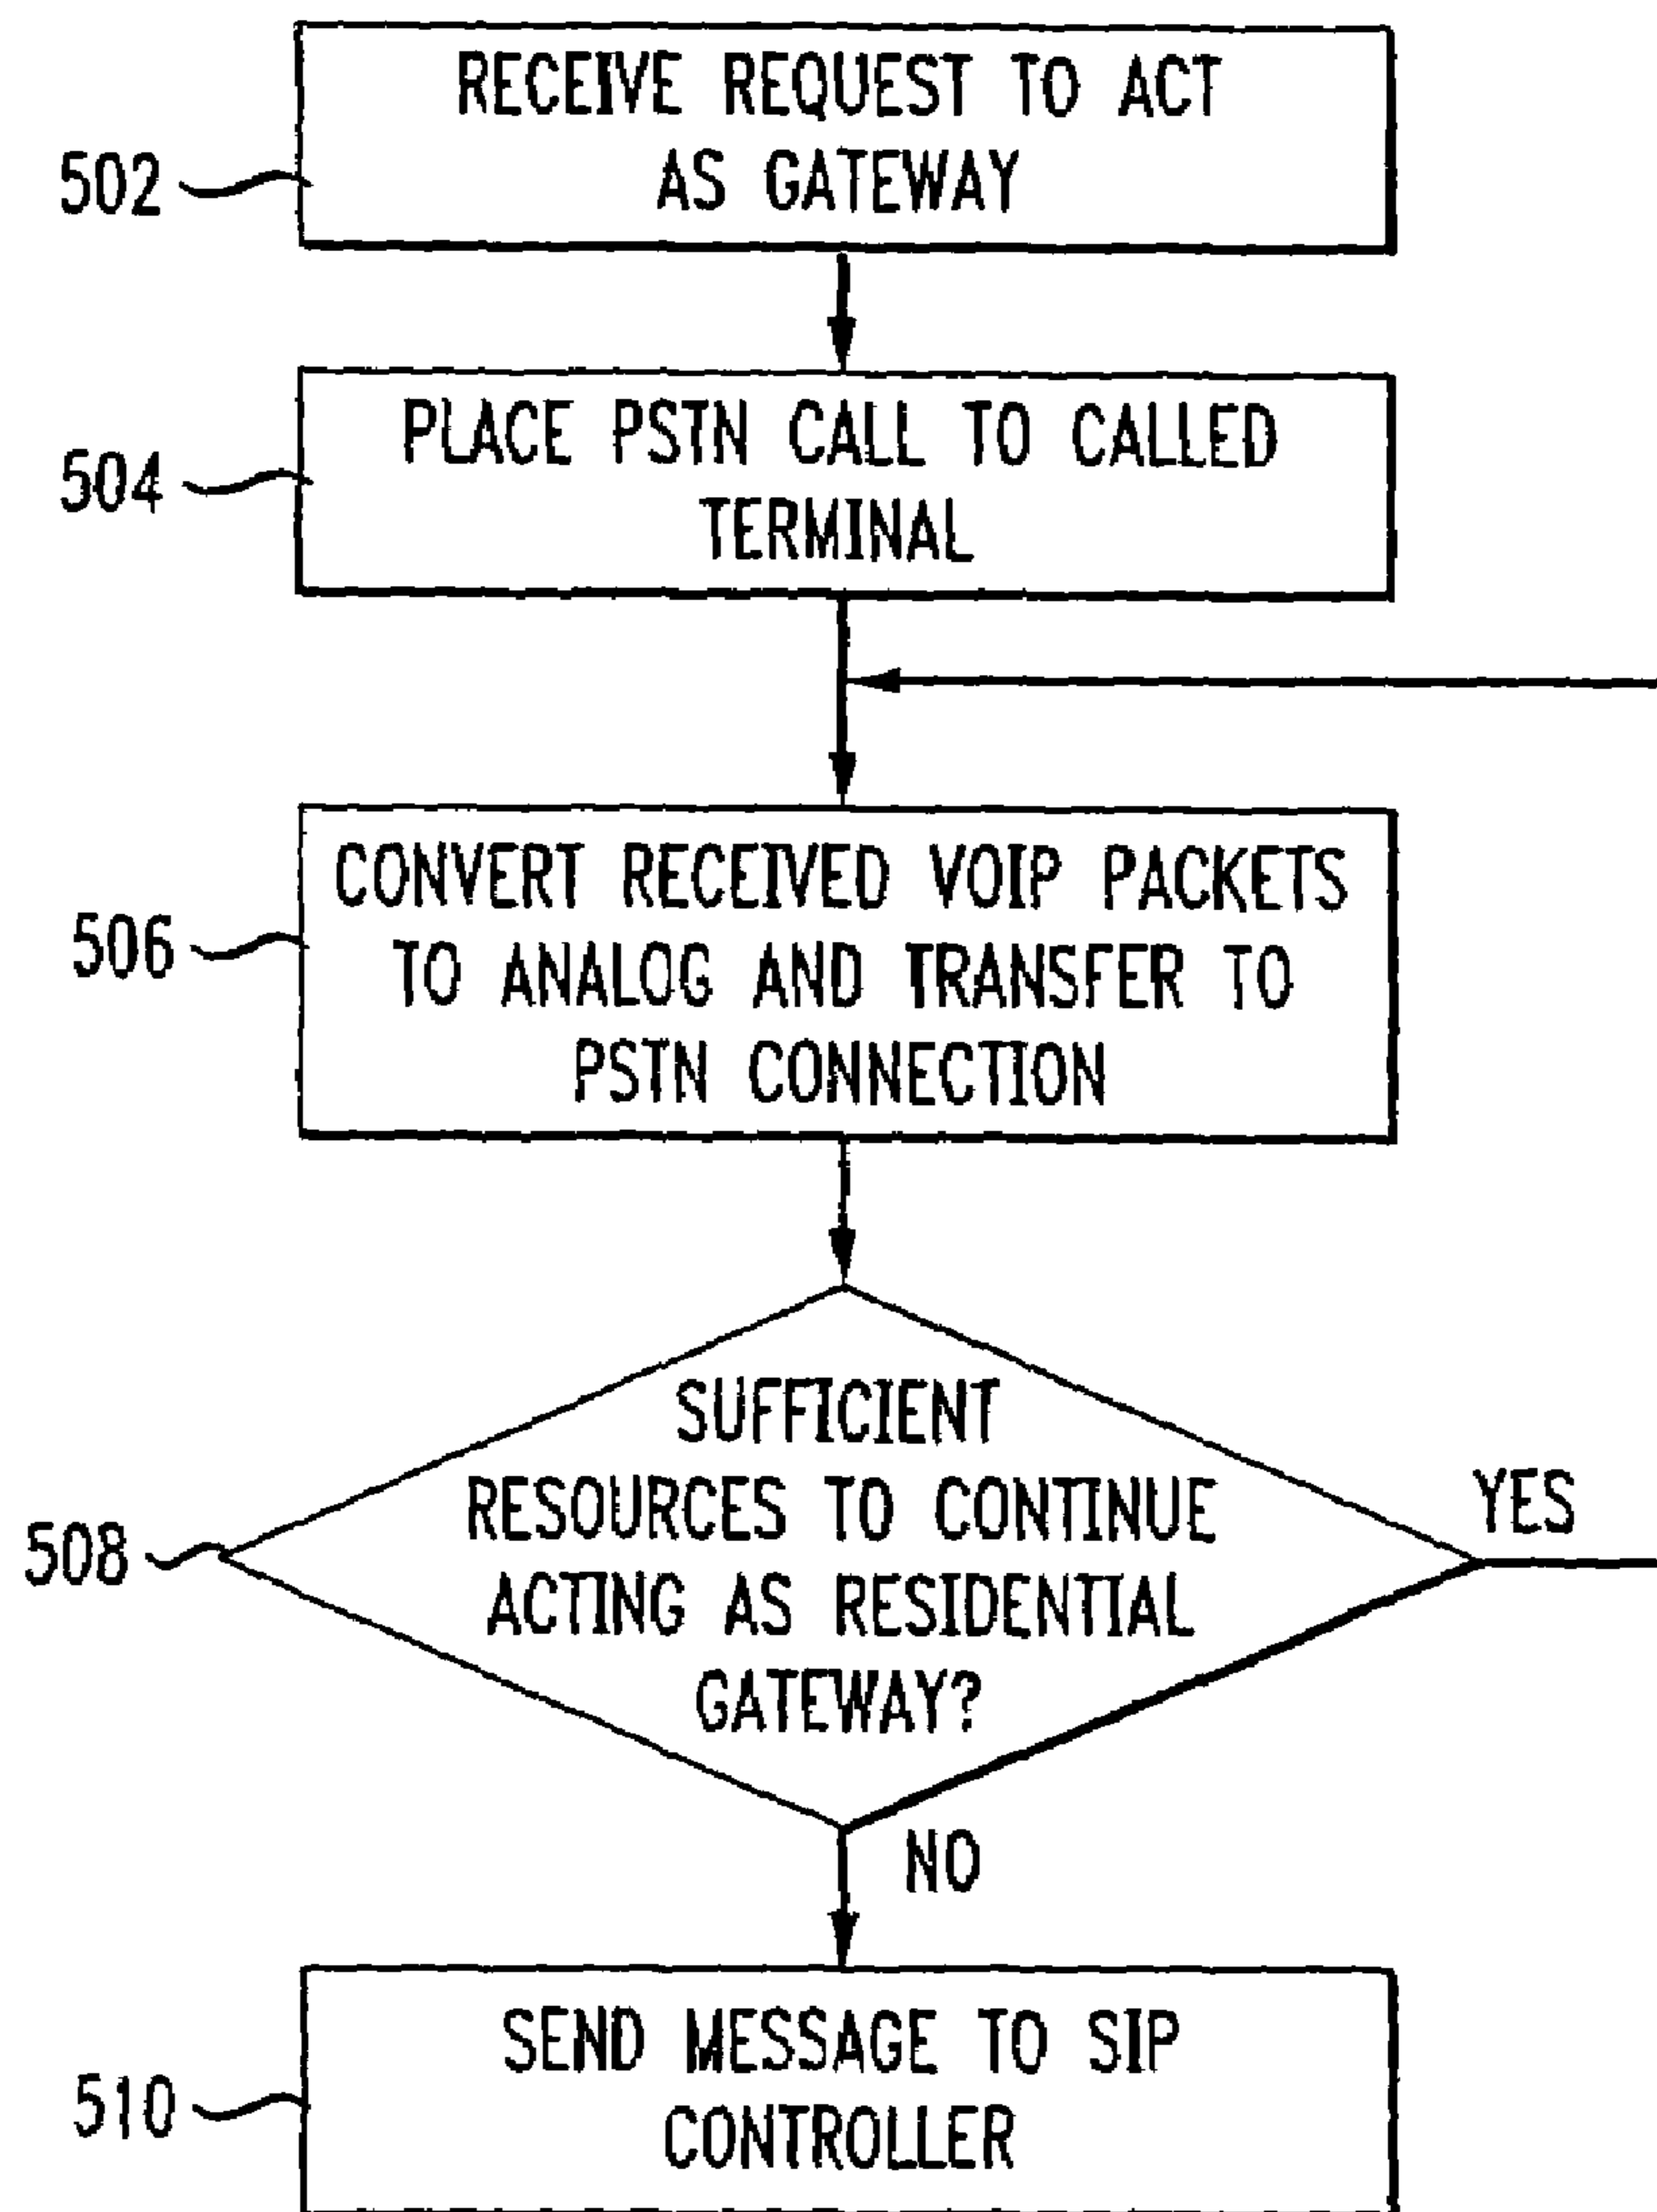 RECEIVE REQUEST TO ACT
AS GATEWAY
502
PLACE PSTN CALL TO CALLED
TERMINAL
504
CONVERT RECEIVED VOIP PACKETS
TO ANALOG AND TRANSFER TO
PSTN CONNECTION
506
SUFFICIENT
RESOURCES TO CONTINUE
ACTING AS RESIDENTIAL
GATEWAY?
508
YES
NO
SEND MESSAGE TO SIP
CONTROLLER
510